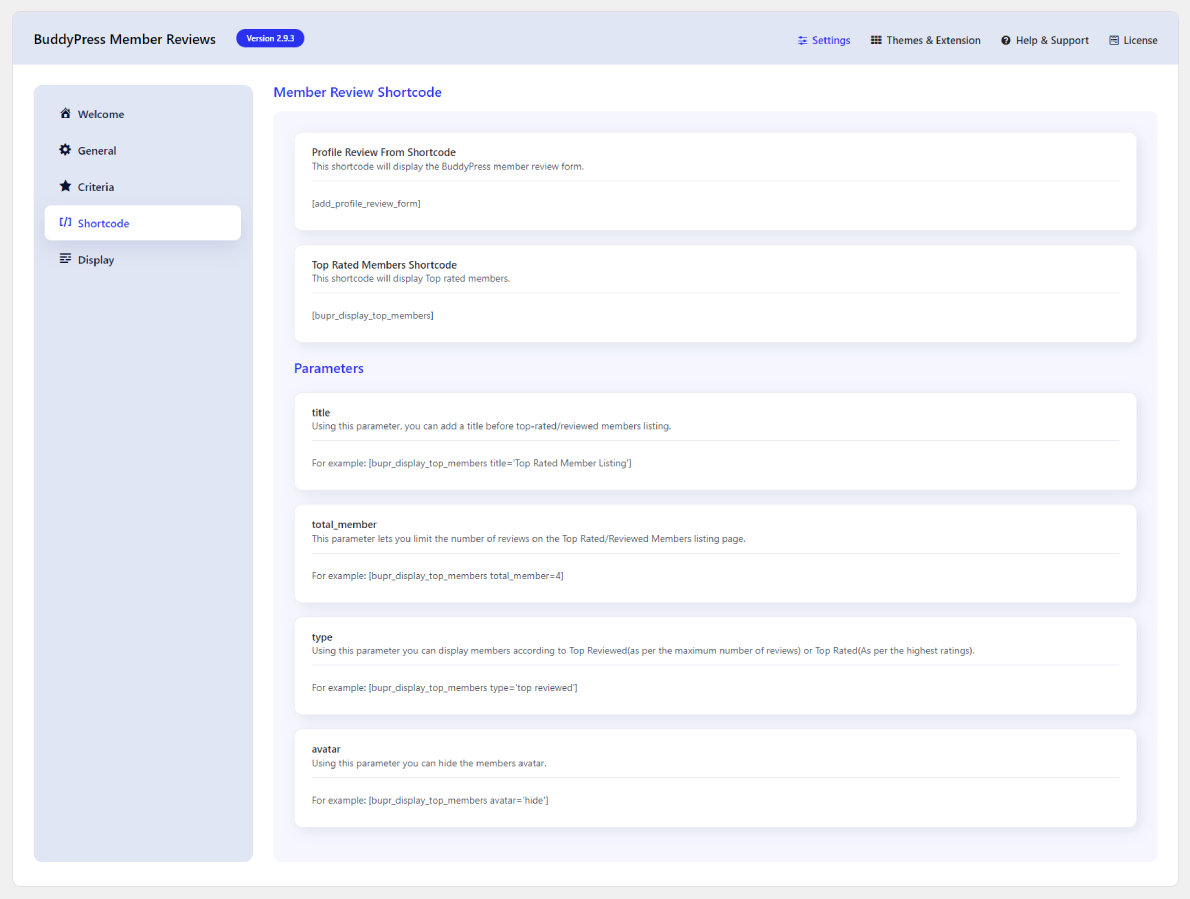 BuddyPress Member Reviews
Version 2.9.3
Settings
Themes & Extension
Help & Support
License
Welcome
General
Criteria
Shortcode
Display
Member Review Shortcode
Profile Review From Shortcode
This shortcode will display the BuddyPress member review form.
[add_profile_review_form]
Top Rated Members Shortcode
This shortcode will display Top rated members.
[bupr_display_top_members]
Parameters
title
Using this parameter, you can add a title before top-rated/reviewed members listing.
For example: [bupr_display_top_members title='Top Rated Member Listing']
total_member
This parameter lets you limit the number of reviews on the Top Rated/Reviewed Members listing page.
For example: [bupr_display_top_members total_member=4]
type
Using this parameter you can display members according to Top Reviewed(as per the maximum number of reviews) or Top Rated(As per the highest ratings).
For example: [bupr_display_top_members type='top reviewed']
avatar
Using this parameter you can hide the members avatar.
For example: [bupr_display_top_members avatar='hide']